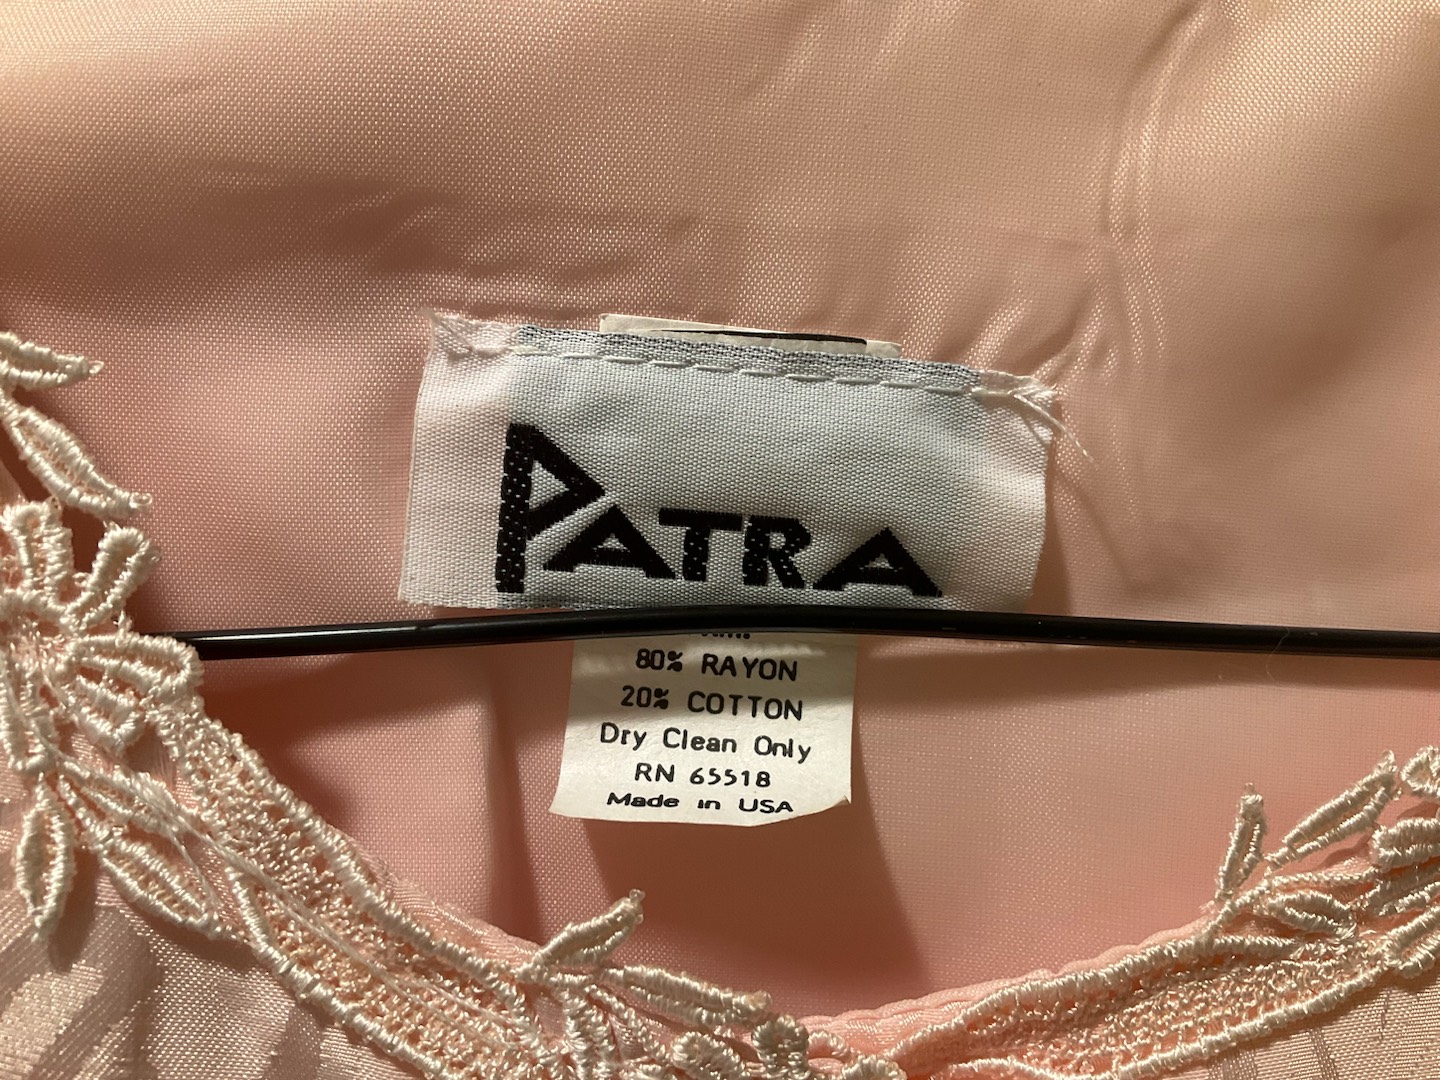 PATRA
80% RAYON
20% COTTON
Dry Clean Only
RN 65518
Made in USA